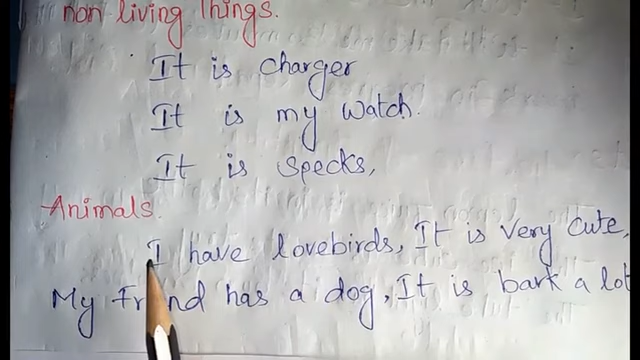 non living things.
It is charger
It is my watch.
It is specks,
Animals.
I have lovebirds, It is very cute,
My friend has a dog, It is bark a lot